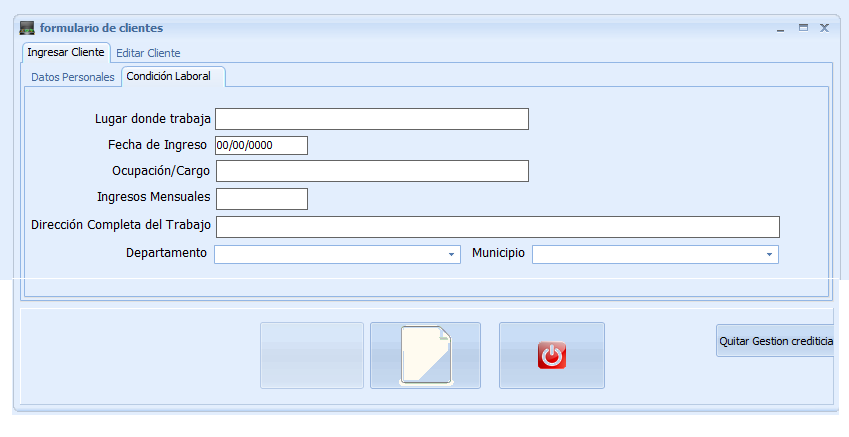 formulario de clientes
Ingresar Cliente Editar Cliente
Datos Personales Condición Laboral
Lugar donde trabaja
Fecha de Ingreso 00/00/0000
Ocupación/Cargo
Ingresos Mensuales
Dirección Completa del Trabajo
Departamento Municipio
Quitar Gestion crediticia